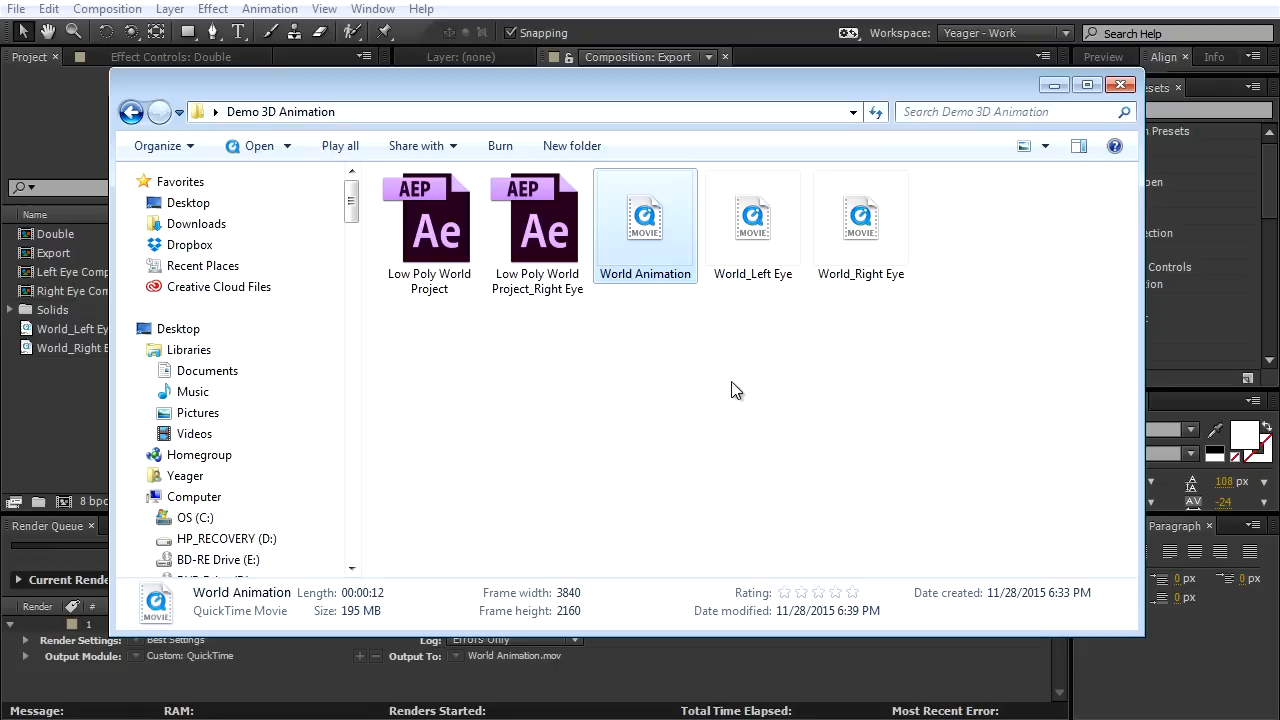 File Edit Composition Layer Effect Animation View Window Help
Snapping Workspace: Yeager - Work Search Help
Project Effect Controls: Double Layer: (none) Composition: Export Preview Align Info
Demo 3D Animation Search Demo 3D Animation
Organize Open Play all Share with Burn New folder
Favorites
Desktop
Downloads
Dropbox
Recent Places
Creative Cloud Files
Desktop
Libraries
Documents
Music
Pictures
Videos
Homegroup
Yeager
Computer
OS (C:)
HP_RECOVERY (D:)
BD-RE Drive (E:)
AEP AEP
Ae Ae MOVIE MOVIE MOVIE
Low Poly World Project
Low Poly World Project_Right Eye
World Animation
World_Left Eye
World_Right Eye
Name
Double
Export
Left Eye Comp
Right Eye Com
Solids
World_Left Ey
World_Right E
8 bpc
esets
n Presets
pen
Controls
ent
108 px
-24
Paragraph
0 px 0 px
0 px
World Animation Length: 00:00:12 Frame width: 3840 Rating: Date created: 11/28/2015 6:33 PM
QuickTime Movie Size: 195 MB Frame height: 2160 Date modified: 11/28/2015 6:39 PM
Render Queue
Current Rende
Render #
1
Render Settings: Best Settings Log: Errors Only
Output Module: Custom: QuickTime Output To: World Animation.mov
Message: RAM: Renders Started: Total Time Elapsed: Most Recent Error: